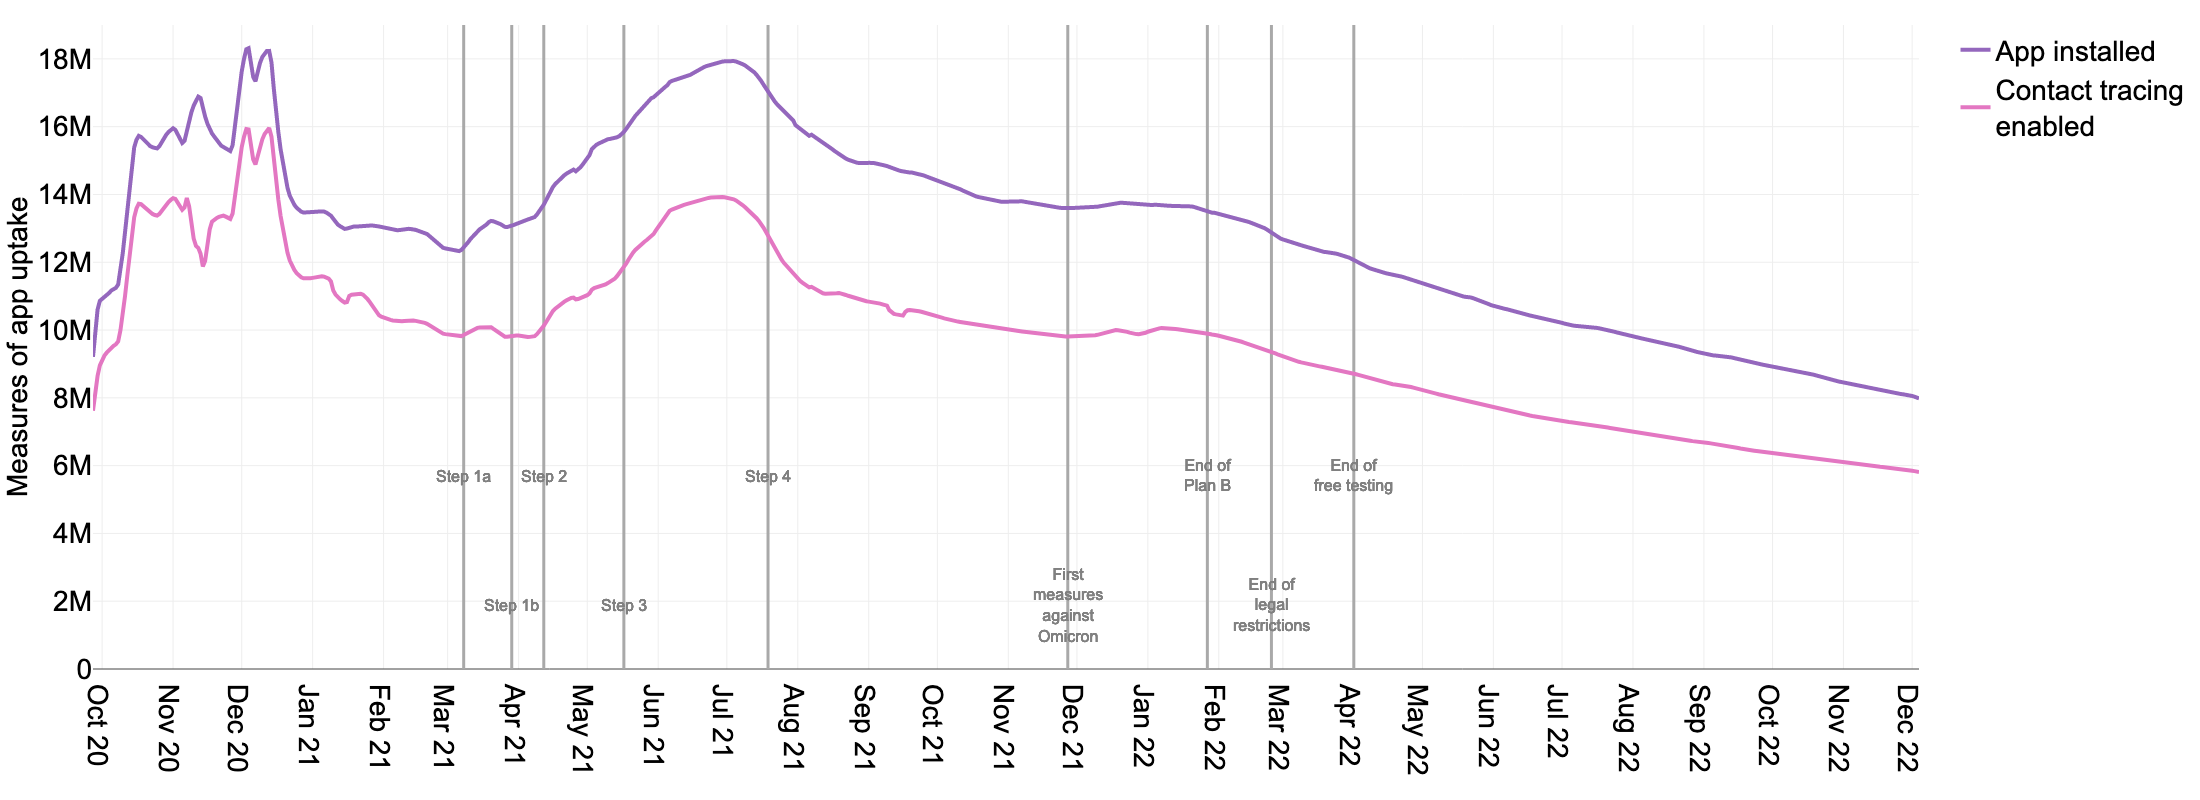 Measures of app uptake
18M
16M
14M
12M
10M
8M
6M
4M
2M
0
App installed
Contact tracing
enabled
Step 1a
Step 2
Step 4
End of
Plan B
End of
free testing
Step 1b
Step 3
First
measures
against
Omicron
End of
legal
restrictions
Oct 20
Nov 20
Dec 20
Jan 21
Feb 21
Mar 21
Apr 21
May 21
Jun 21
Jul 21
Aug 21
Sep 21
Oct 21
Nov 21
Dec 21
Jan 22
Feb 22
Mar 22
Apr 22
May 22
Jun 22
Jul 22
Aug 22
Sep 22
Oct 22
Nov 22
Dec 22